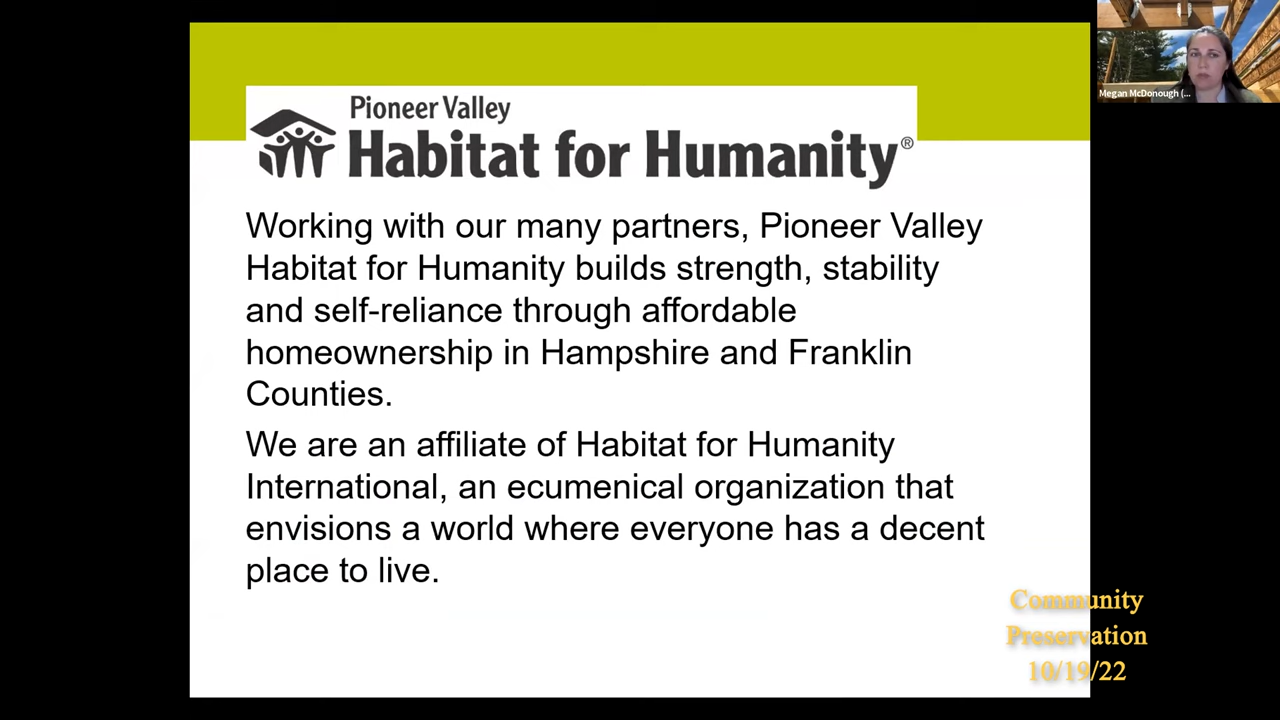 Megan McDonough (...
Pioneer Valley
Habitat for Humanity®
Working with our many partners, Pioneer Valley
Habitat for Humanity builds strength, stability
and self-reliance through affordable
homeownership in Hampshire and Franklin
Counties.
We are an affiliate of Habitat for Humanity
International, an ecumenical organization that
envisions a world where everyone has a decent
place to live.
Community
Preservation
10/19/22